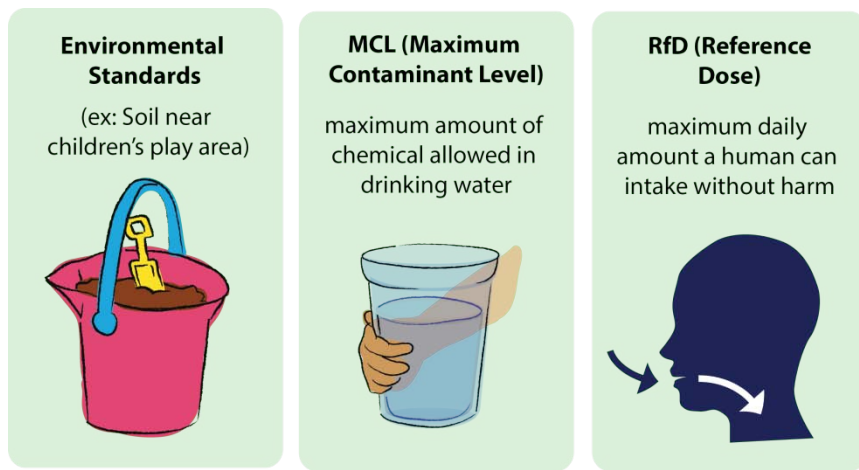 Environmental
Standards
(ex: Soil near
children’s play area)
MCL (Maximum
Contaminant Level)
maximum amount of
chemical allowed in
drinking water
RfD (Reference
Dose)
maximum daily
amount a human can
intake without harm